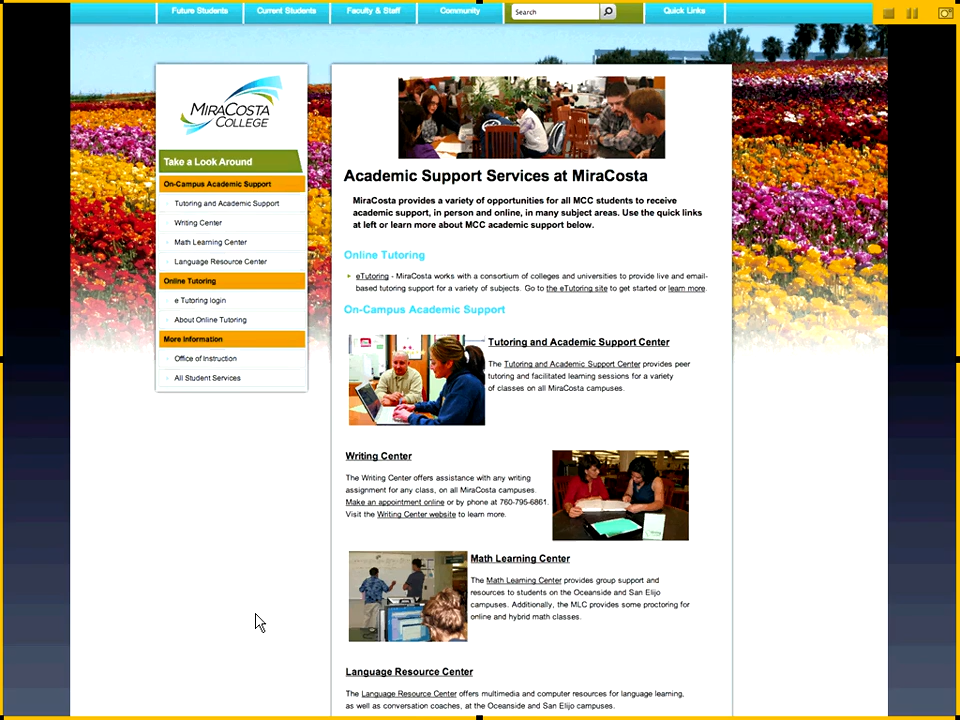 Future Students
Current Students
Faculty & Staff
Community
Search
Quick Links
MIRACOSTA
COLLEGE
Take a Look Around
On-Campus Academic Support
Tutoring and Academic Support
Writing Center
Math Learning Center
Language Resource Center
Online Tutoring
e Tutoring login
About Online Tutoring
More Information
Office of Instruction
All Student Services
Academic Support Services at MiraCosta
MiraCosta provides a variety of opportunities for all MCC students to receive
academic support, in person and online, in many subject areas. Use the quick links
at left or learn more about MCC academic support below.
Online Tutoring
eTutoring - MiraCosta works with a consortium of colleges and universities to provide live and email-
based tutoring support for a variety of subjects. Go to the eTutoring site to get started or learn more.
On-Campus Academic Support
Tutoring and Academic Support Center
The Tutoring and Academic Support Center provides peer
tutoring and facilitated learning sessions for a variety
of classes on all MiraCosta campuses.
Writing Center
The Writing Center offers assistance with any writing
assignment for any class, on all MiraCosta campuses.
Make an appointment online or by phone at 760-795-6861.
Visit the Writing Center website to learn more.
Math Learning Center
The Math Learning Center provides group support and
resources to students on the Oceanside and San Elijo
campuses. Additionally, the MLC provides some proctoring for
online and hybrid math classes.
Language Resource Center
The Language Resource Center offers multimedia and computer resources for language learning,
as well as conversation coaches, at the Oceanside and San Elijo campuses.